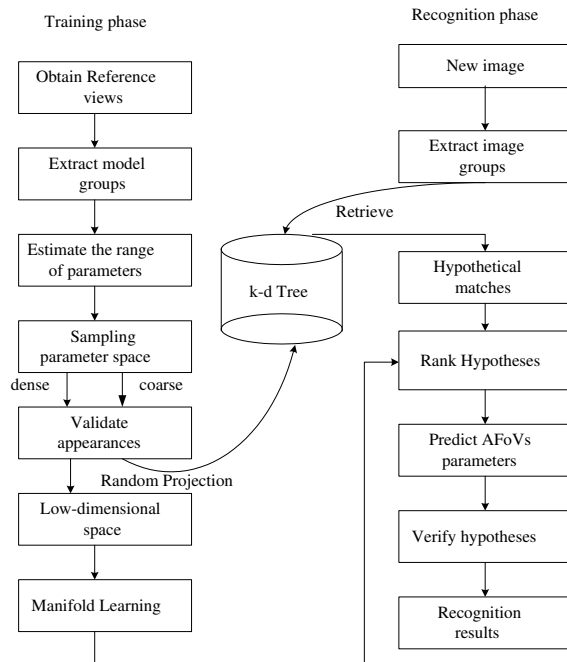 Training phase
Obtain Reference
views
Extract model
groups
Estimate the range
of parameters
Sampling
parameter space
dense
coarse
Validate
appearances
Random Projection
Low-dimensional
space
Manifold Learning
k-d Tree
Retrieve
Recognition phase
New image
Extract image
groups
Hypothetical
matches
Rank Hypotheses
Predict AFoVs
parameters
Verify hypotheses
Recognition
results